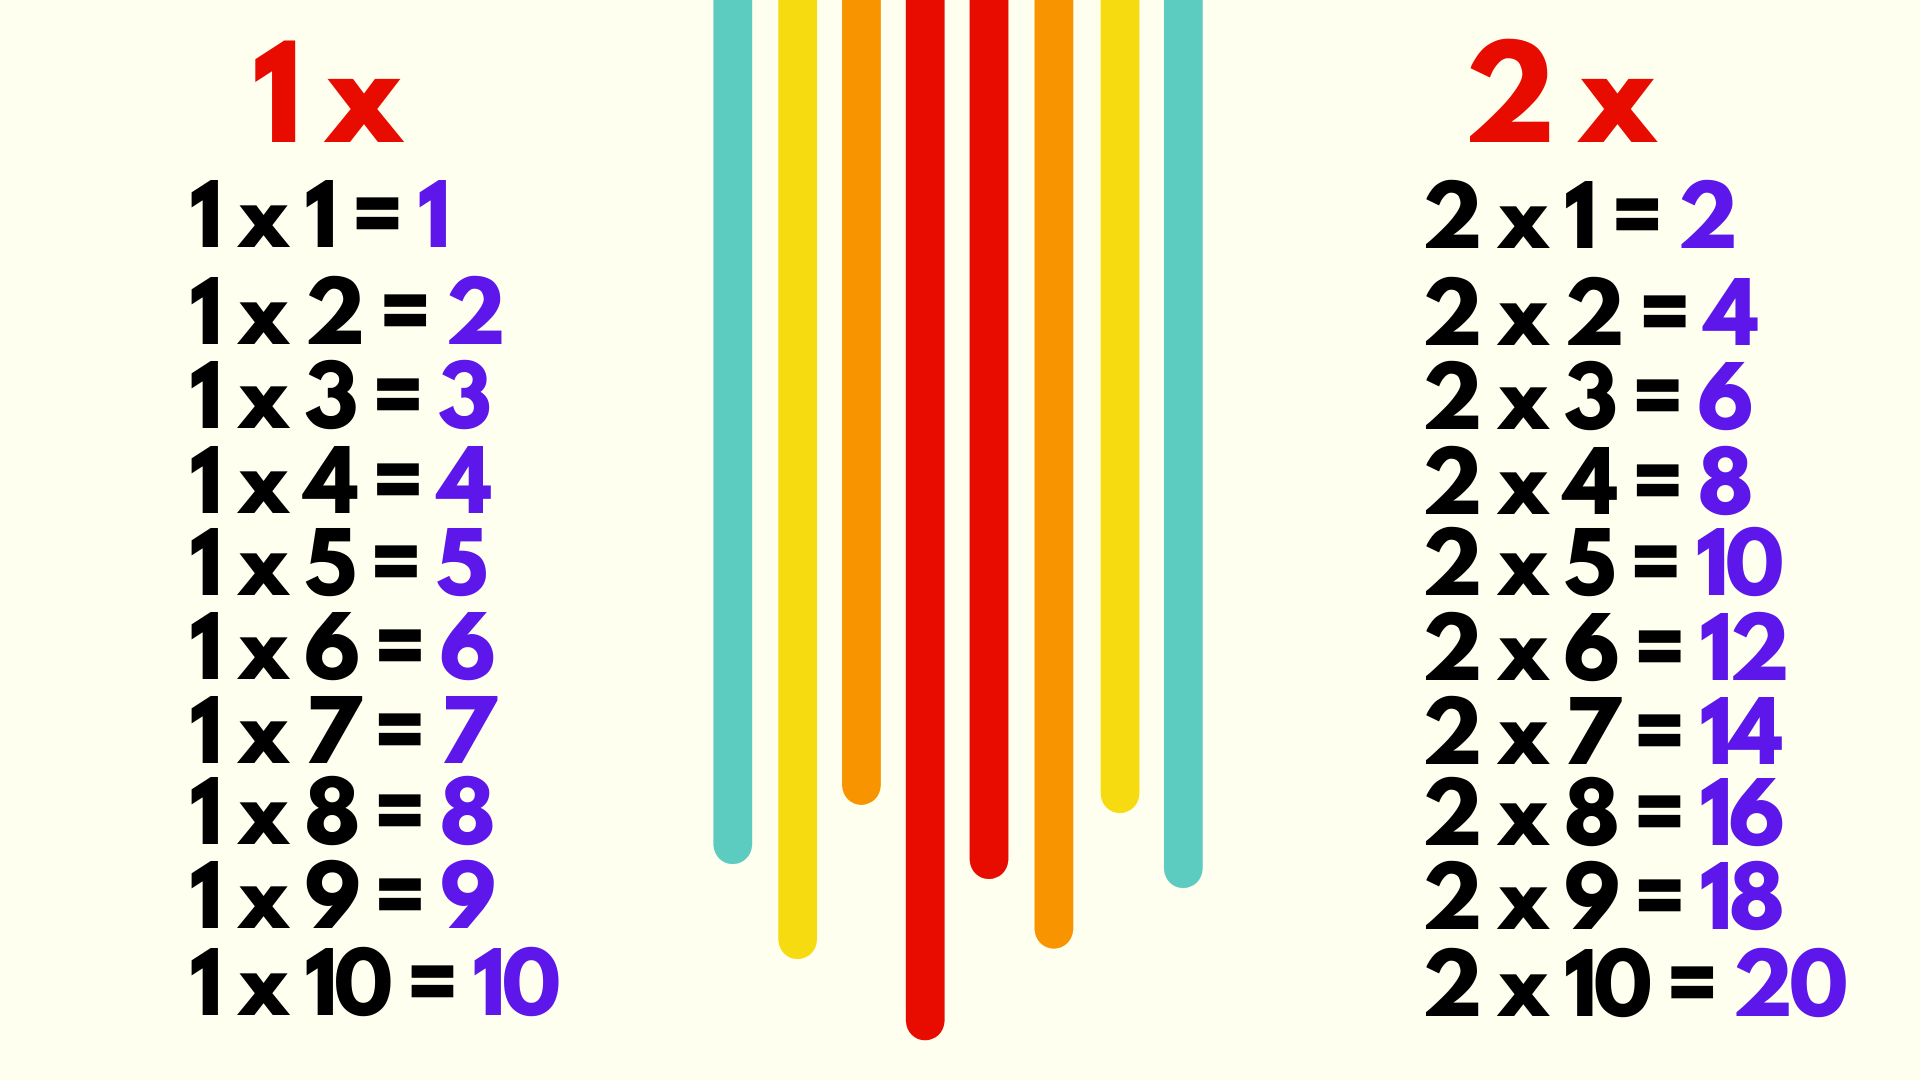 1 x
1 x 1 = 1
1 x 2 = 2
1 x 3 = 3
1 x 4 = 4
1 x 5 = 5
1 x 6 = 6
1 x 7 = 7
1 x 8 = 8
1 x 9 = 9
1 x 10 = 10
2 x
2 x 1 = 2
2 x 2 = 4
2 x 3 = 6
2 x 4 = 8
2 x 5 = 10
2 x 6 = 12
2 x 7 = 14
2 x 8 = 16
2 x 9 = 18
2 x 10 = 20